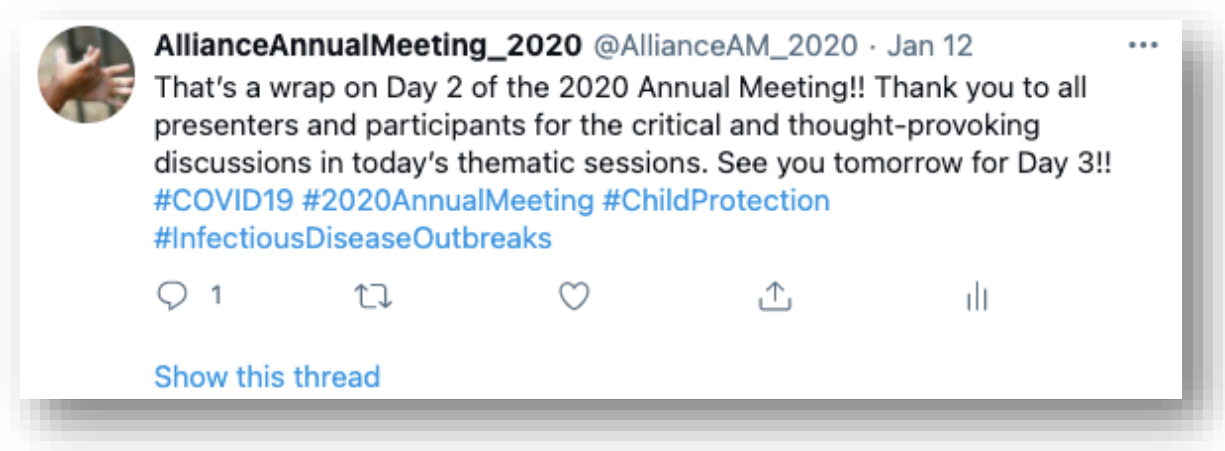 AllianceAnnualMeeting_2020 @AllianceAM_2020 · Jan 12
That's a wrap on Day 2 of the 2020 Annual Meeting!! Thank you to all
presenters and participants for the critical and thought-provoking
discussions in today's thematic sessions. See you tomorrow for Day 3!!
#COVID19 #2020AnnualMeeting #ChildProtection
#InfectiousDiseaseOutbreaks
1
Show this thread